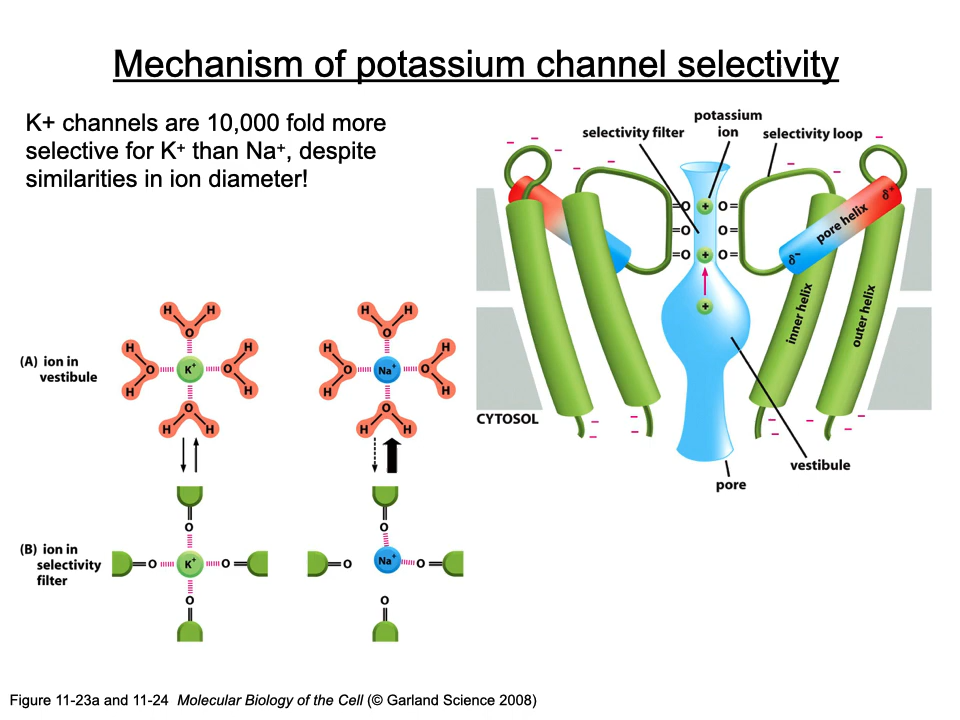 Mechanism of potassium channel selectivity
K+ channels are 10,000 fold more
selective for K+ than Na+, despite
similarities in ion diameter!
potassium
ion
selectivity filter
selectivity loop
+
=O
O=
=O
O=
+
=O
O=
+
pore helix
δ+
δ–
inner helix
outer helix
CYTOSOL
vestibule
pore
(A) ion in
vestibule
H H
O
H
O
H
K+
H
O
H
O
H H
H H
O
H
O
H
Na+
H
O
H
O
H H
(B) ion in
selectivity
filter
O
=O
K+
O=
O
O
=O
Na+
O=
O
Figure 11-23a and 11-24 Molecular Biology of the Cell (© Garland Science 2008)